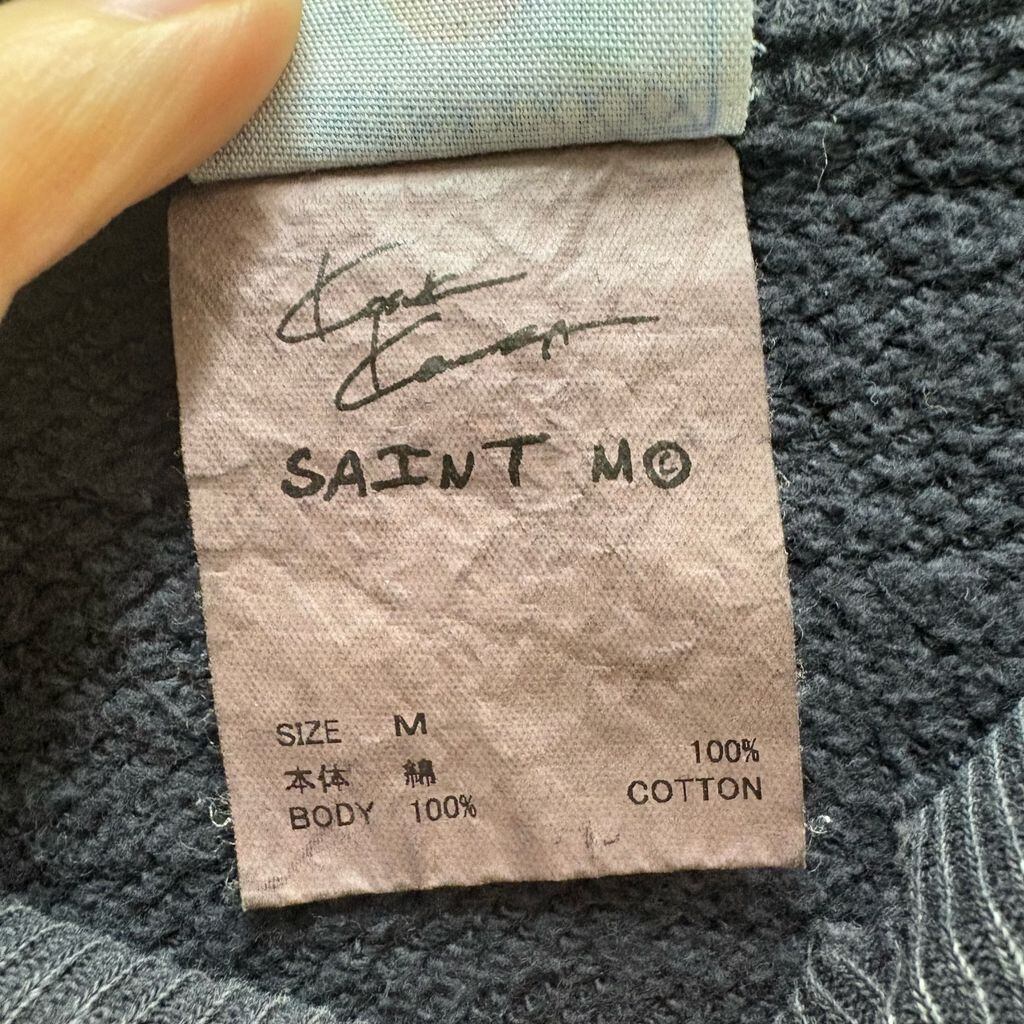 SAINT M©
SIZE M
本体 綿
BODY 100%
100%
COTTON